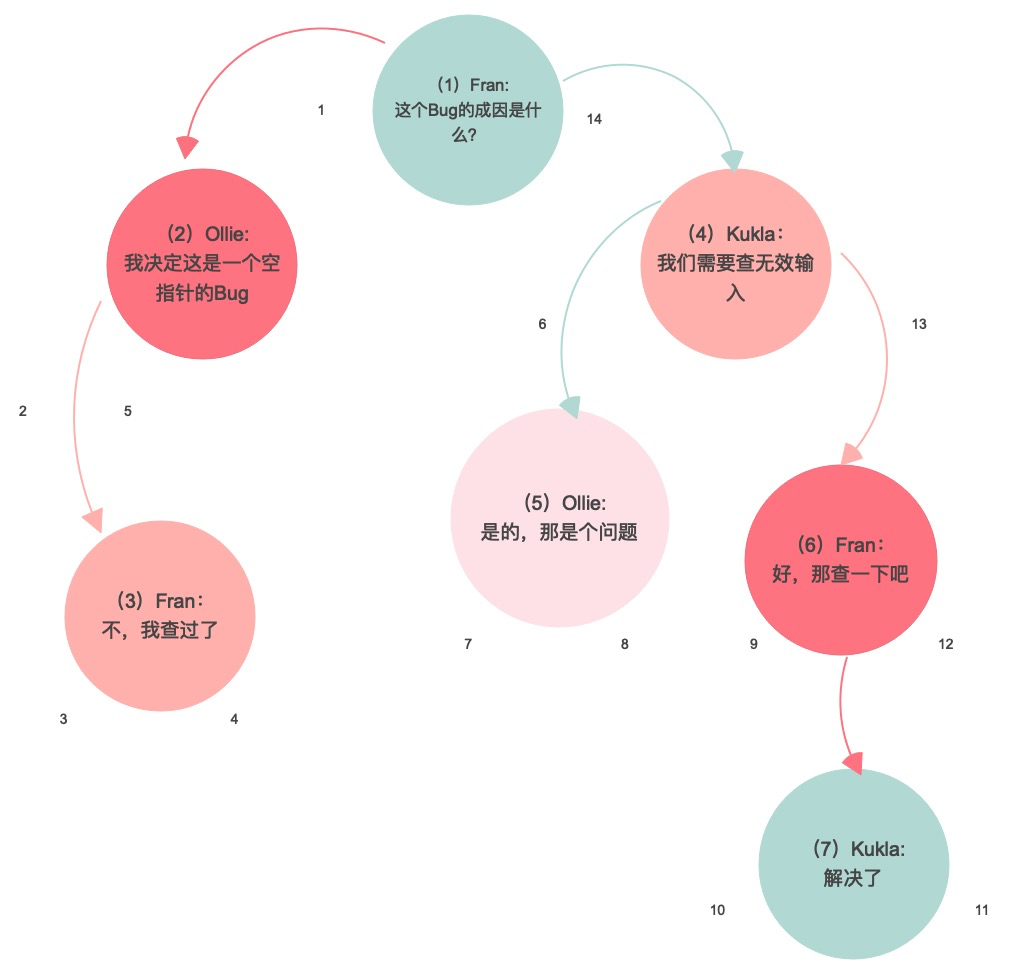 （1）Fran:
这个Bug的成因是什
么?
1
14
（2）Ollie:
我决定这是一个空
指针的Bug
（4）Kukla：
我们需要查无效输
入
6
13
2
5
（5）Ollie:
是的，那是个问题
（6）Fran：
好，那查一下吧
（3）Fran：
不，我查过了
7
8
9
12
3
4
（7）Kukla:
解决了
10
11